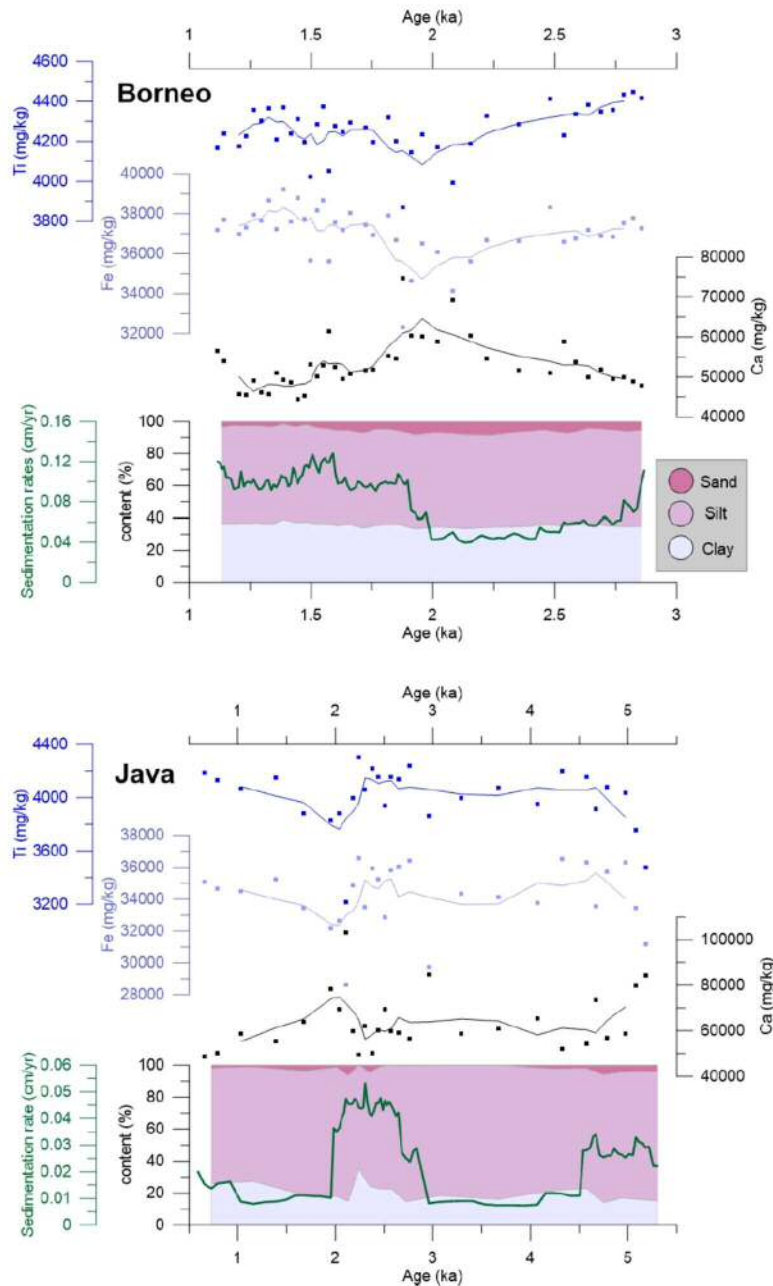 Age (ka)
1 1.5 2 2.5 3
Borneo
4600
4400
4200
4000
3800
Ti (mg/kg)
40000
38000
36000
34000
32000
Fe (mg/kg)
80000
70000
60000
50000
40000
Ca (mg/kg)
0.16
0.12
0.08
0.04
0
Sedimentation rates (cm/yr)
100
80
60
40
20
0
content (%)
Sand
Silt
Clay
1 1.5 2 2.5 3
Age (ka)
Age (ka)
1 2 3 4 5
Java
4400
4000
3600
3200
Ti (mg/kg)
38000
36000
34000
32000
30000
28000
Fe (mg/kg)
100000
80000
60000
40000
Ca (mg/kg)
0.06
0.05
0.04
0.03
0.02
0.01
0
Sedimentation rate (cm/yr)
100
80
60
40
20
0
content (%)
1 2 3 4 5
Age (ka)